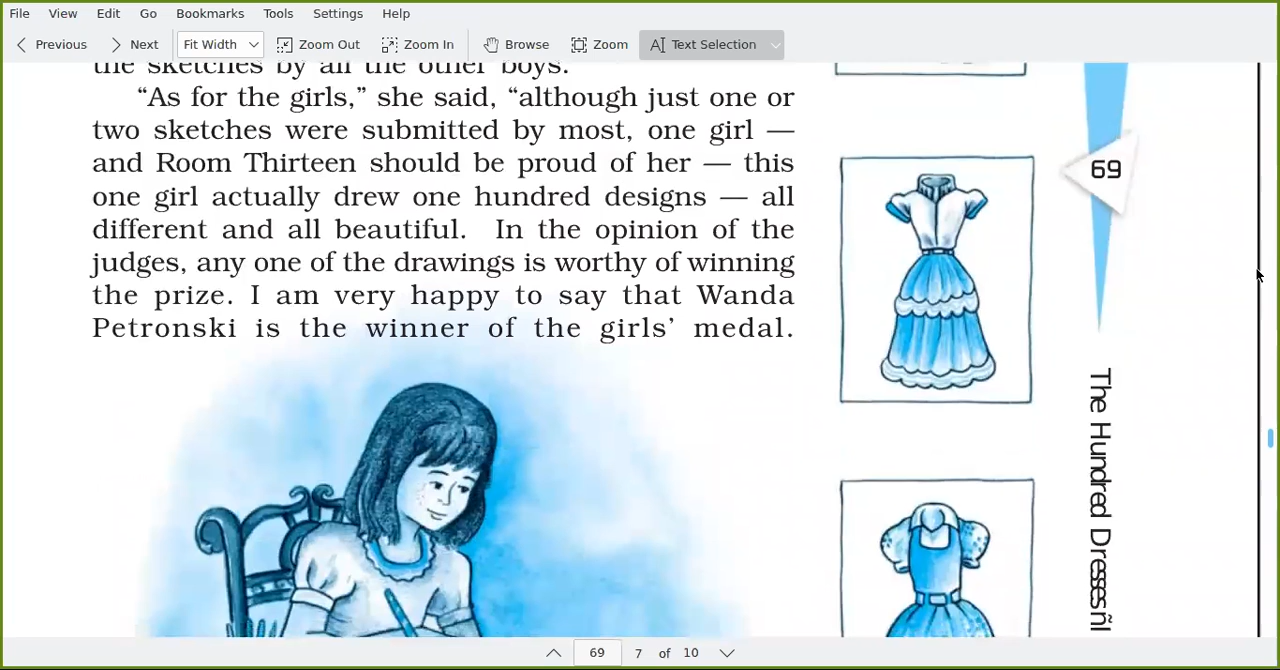 File View Edit Go Bookmarks Tools Settings Help
Previous Next Fit Width Zoom Out Zoom In Browse Zoom Text Selection
the sketches by all the other boys.
“As for the girls,” she said, “although just one or
two sketches were submitted by most, one girl —
and Room Thirteen should be proud of her — this
one girl actually drew one hundred designs — all
different and all beautiful. In the opinion of the
judges, any one of the drawings is worthy of winning
the prize. I am very happy to say that Wanda
Petronski is the winner of the girls’ medal.
69
The Hundred Dressesñl
69 7 of 10